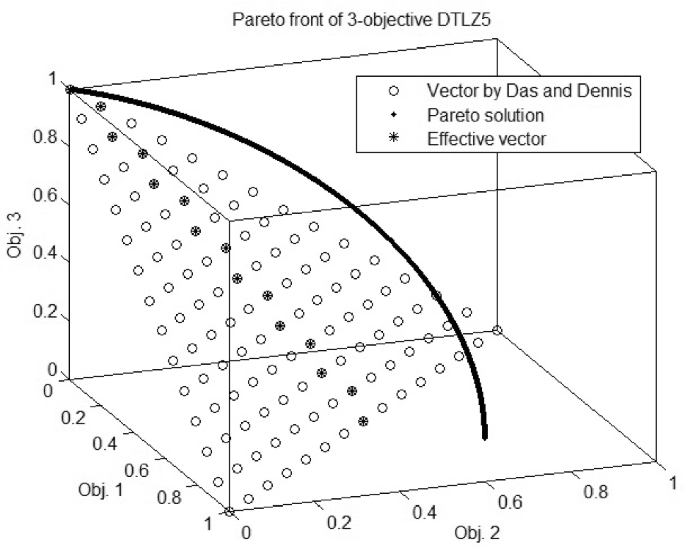 Pareto front of 3-objective DTLZ5
Vector by Das and Dennis
Pareto solution
Effective vector
1
0.8
0.6
0.4
0.2
0
Obj. 3
0
0.2
0.4
0.6
0.8
1
Obj. 1
0
0.2
0.4
0.6
0.8
1
Obj. 2